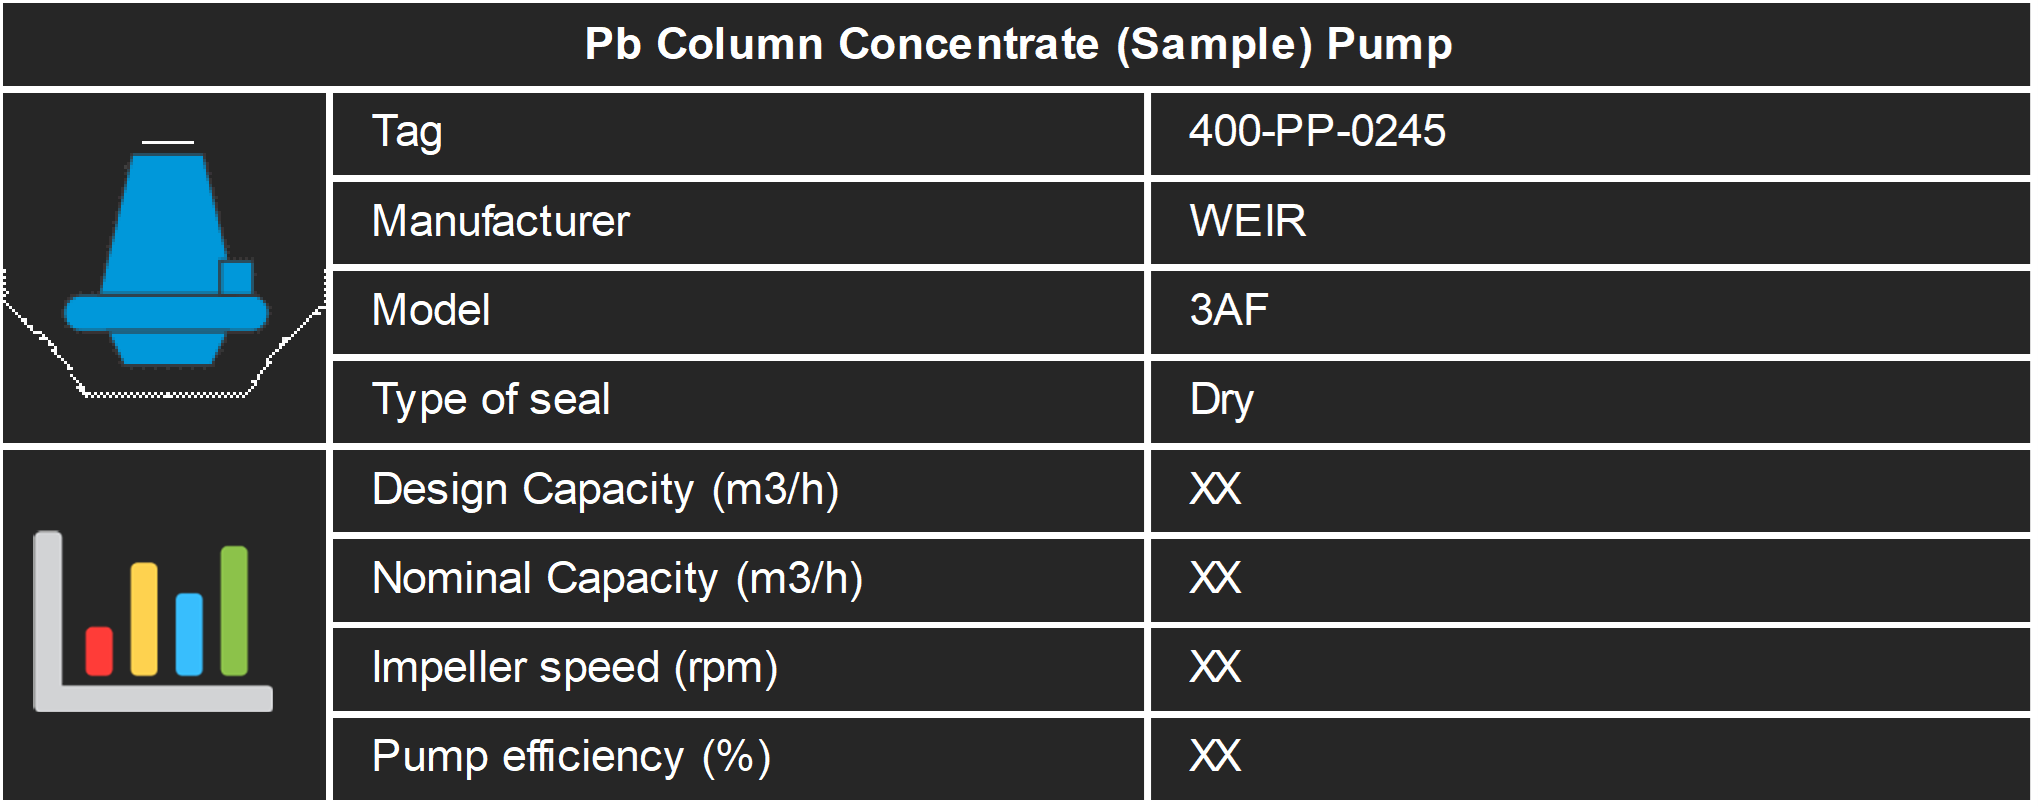 Pb Column Concentrate (Sample) Pump
Tag 400-PP-0245
Manufacturer WEIR
Model 3AF
Type of seal Dry
Design Capacity (m3/h) XX
Nominal Capacity (m3/h) XX
Impeller speed (rpm) XX
Pump efficiency (%) XX